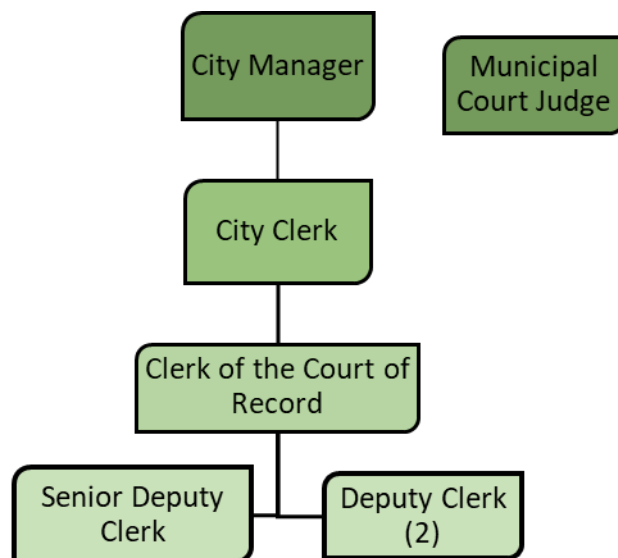 City Manager
Municipal
Court Judge
City Clerk
Clerk of the Court of
Record
Senior Deputy
Clerk
Deputy Clerk
(2)